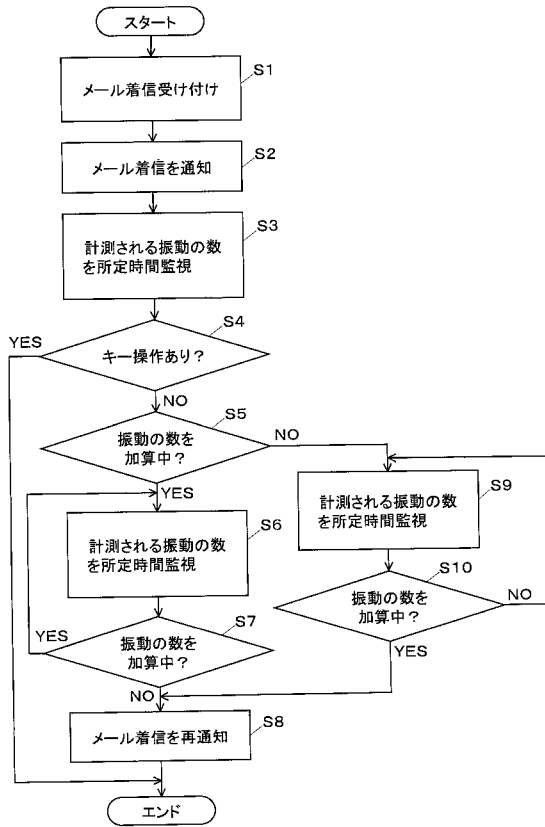 スタート
S1
メール着信受け付け
S2
メール着信を通知
S3
計測される振動の数
を所定時間監視
S4
YES
キー操作あり？
NO
S5
振動の数を
加算中？
NO
YES
S6
計測される振動の数
を所定時間監視
S9
計測される振動の数
を所定時間監視
S7
YES
振動の数を
加算中？
S10
振動の数を
加算中？
NO
YES
NO
S8
メール着信を再通知
エンド